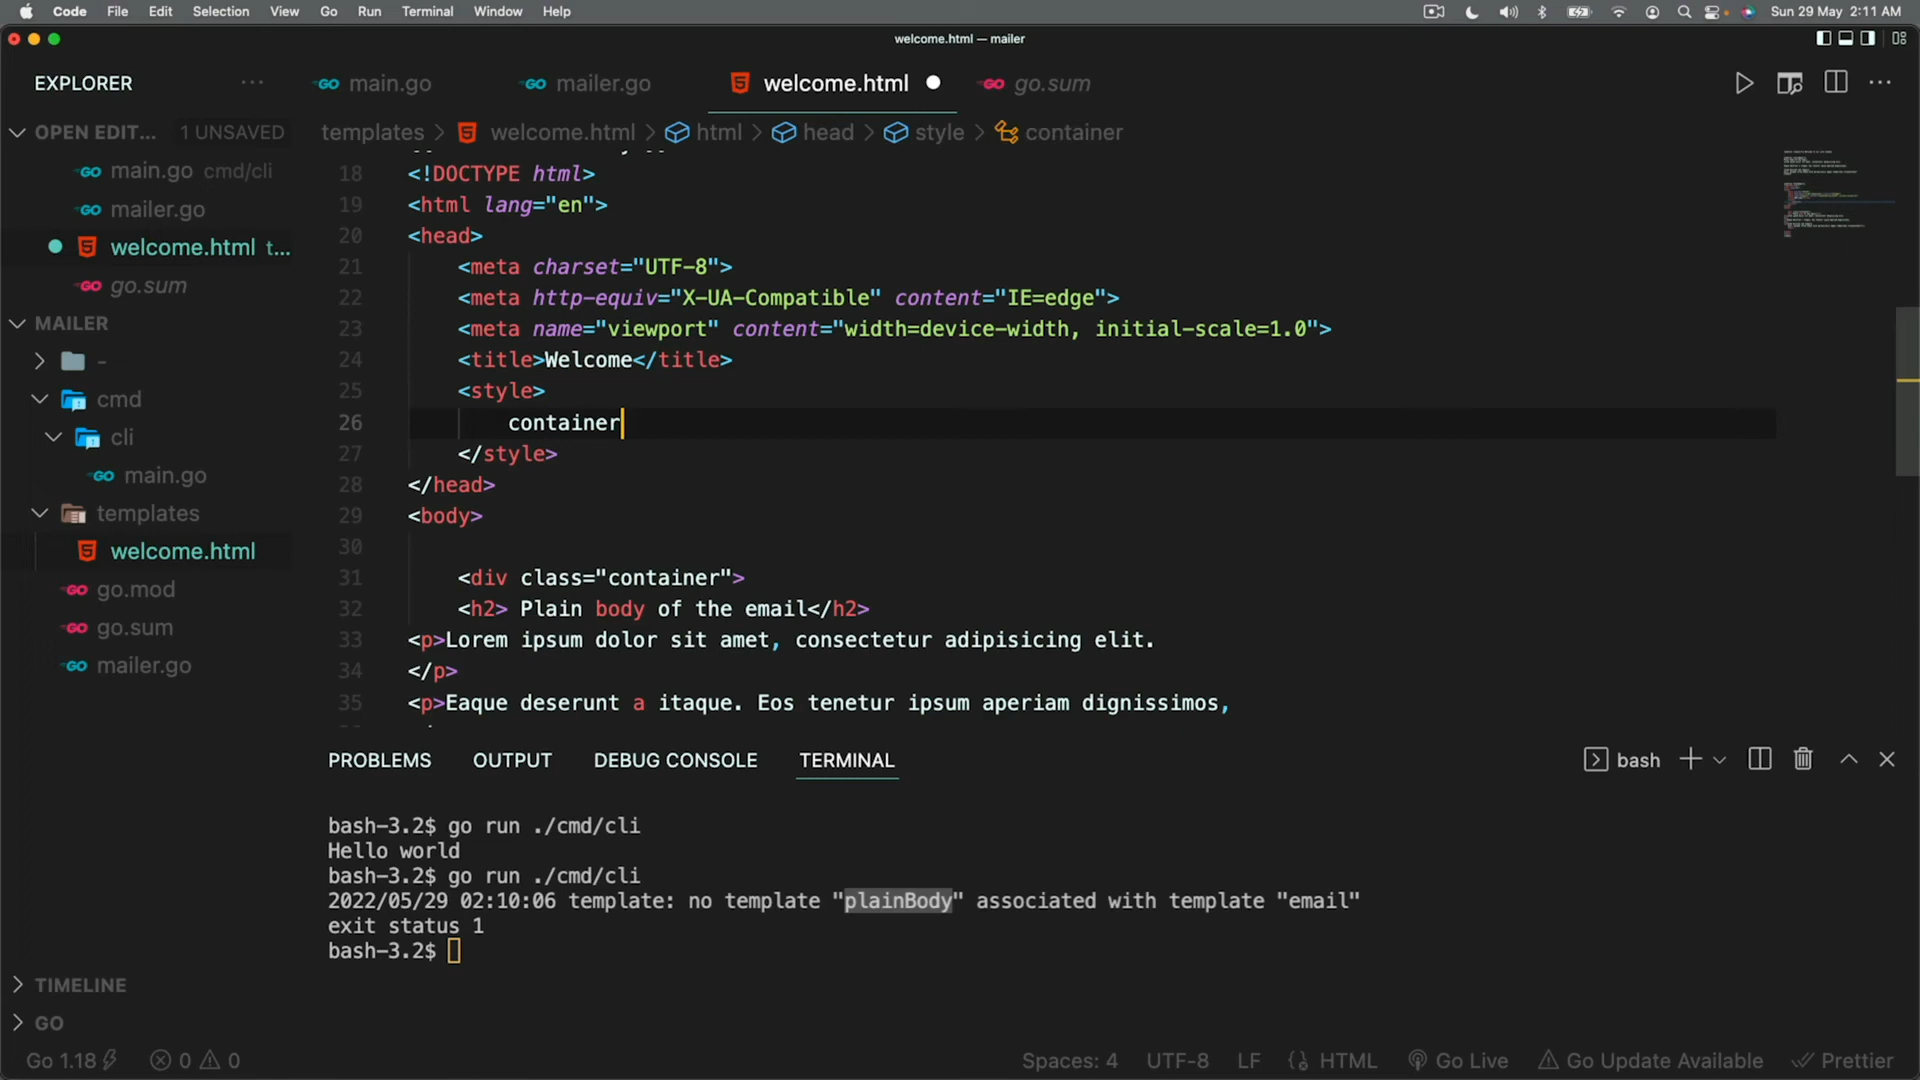 Code File Edit Selection View Go Run Terminal Window Help Sun 29 May 2:11 AM
welcome.html — mailer
EXPLORER ··· main.go mailer.go welcome.html go.sum
OPEN EDIT... 1 UNSAVED
templates > welcome.html > html > head > style > container
main.go cmd/cli
mailer.go
welcome.html t...
go.sum
MAILER
-
cmd
cli
main.go
templates
welcome.html
go.mod
go.sum
mailer.go
TIMELINE
GO
18 <!DOCTYPE html>
19 <html lang="en">
20 <head>
21 <meta charset="UTF-8">
22 <meta http-equiv="X-UA-Compatible" content="IE=edge">
23 <meta name="viewport" content="width=device-width, initial-scale=1.0">
24 <title>Welcome</title>
25 <style>
26 container
27 </style>
28 </head>
29 <body>
30
31 <div class="container">
32 <h2> Plain body of the email</h2>
33 <p>Lorem ipsum dolor sit amet, consectetur adipisicing elit.
34 </p>
35 <p>Eaque deserunt a itaque. Eos tenetur ipsum aperiam dignissimos,
PROBLEMS OUTPUT DEBUG CONSOLE TERMINAL bash
bash-3.2$ go run ./cmd/cli
Hello world
bash-3.2$ go run ./cmd/cli
2022/05/29 02:10:06 template: no template "plainBody" associated with template "email"
exit status 1
bash-3.2$
Go 1.18 0 0 Spaces: 4 UTF-8 LF HTML Go Live Go Update Available Prettier